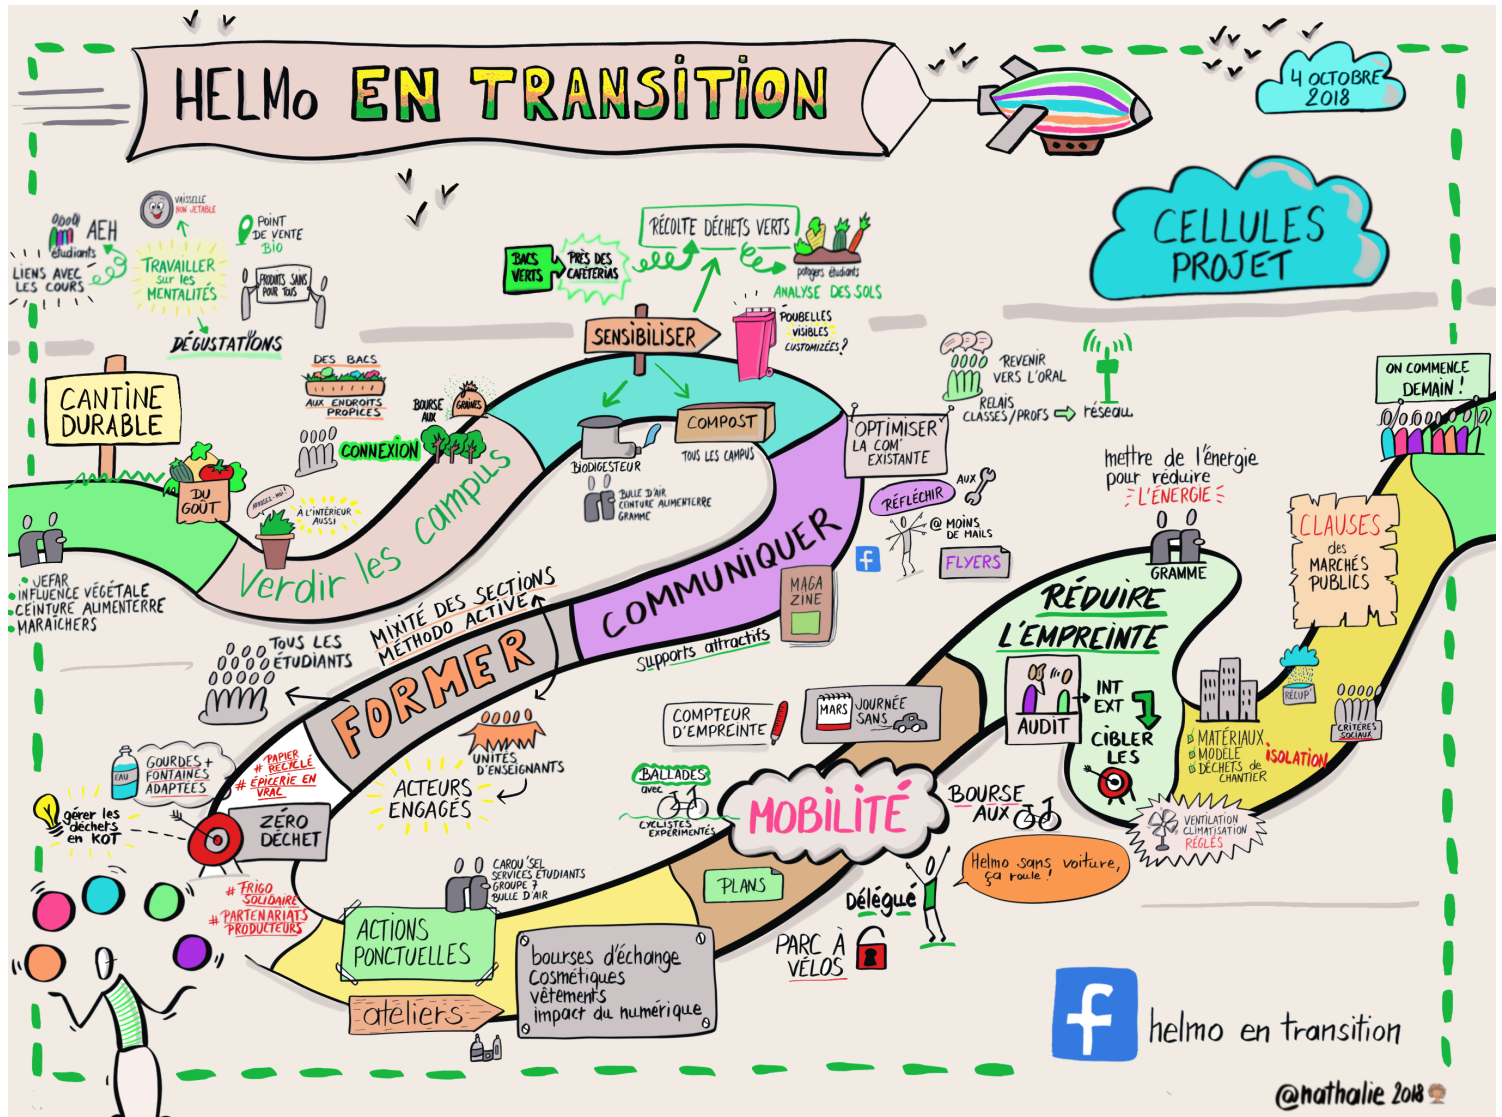 HELMo EN TRANSITION
4 OCTOBRE
2018
CELLULES
PROJET
AEH
étudiants
LIENS AVEC
LES COURS
VAISSELLE
NON JETABLE
TRAVAILLER
sur les
MENTALITÉS
POINT
DE VENTE
BIO
PRODUITS SANS
POUR TOUS
DÉGUSTATIONS
CANTINE
DURABLE
DU
GOÛT
JEFAR
INFLUENCE VÉGÉTALE
CEINTURE ALIMENTERRE
MARAÎCHERS
DES BACS
AUX ENDROITS
PROPICES
CONNEXION
BOURSE
AUX
GRAINES
ARROSEZ-MOI!
À L'INTÉRIEUR
AUSSI
Verdir les campus
BACS
VERTS
PRÈS DES
CAFÉTÉRIAS
RÉCOLTE DÉCHETS VERTS
potagers étudiants
ANALYSE DES SOLS
SENSIBILISER
POUBELLES
VISIBLES
CUSTOMIZÉES?
BIODIGESTEUR
BULLE D'AIR
CEINTURE ALIMENTERRE
GRAMME
COMPOST
TOUS LES CAMPUS
REVENIR
VERS L'ORAL
RELAIS
CLASSES/PROFS
réseau
OPTIMISER
LA COM'
EXISTANTE
RÉFLÉCHIR
AUX
@ MOINS
DE MAILS
FLYERS
COMMUNIQUER
MAGA
ZINE
Supports attractifs
MIXITÉ DES SECTIONS
MÉTHODO ACTIVE
FORMER
TOUS LES
ÉTUDIANTS
UNITÉS
D'ENSEIGNANTS
ACTEURS
ENGAGÉS
# PAPIER
RECYCLÉ
# ÉPICERIE EN
VRAC
EAU
GOURDES +
FONTAINES
ADAPTÉES
gérer les
déchets
en KOT
ZÉRO
DÉCHET
# FRIGO
SOLIDAIRE
# PARTENARIATS
PRODUCTEURS
CAROU'SEL
SERVICES ÉTUDIANTS
GROUPE 7
BULLE D'AIR
ACTIONS
PONCTUELLES
ateliers
bourses d'échange
Cosmétiques
vêtements
impact du numérique
COMPTEUR
D'EMPREINTE
MARS
JOURNÉE
SANS
BALLADES
avec
CYCLISTES
EXPÉRIMENTÉS
MOBILITÉ
BOURSE
AUX
Helmo sans voiture,
ça roule!
PLANS
Délégué
PARC À
VÉLOS
mettre de l'énergie
pour réduire
L'ÉNERGIE
GRAMME
RÉDUIRE
L'EMPREINTE
AUDIT
INT
EXT
CIBLER
LES
CLAUSES
des
MARCHÉS
PUBLICS
RÉCUP'
CRITÈRES
SOCIAUX
MATÉRIAUX
MODÈLE
DÉCHETS de
CHANTIER
ISOLATION
VENTILATION
CLIMATISATION
RÉGLÉS
ON COMMENCE
DEMAIN!
f helmo en transition
@nathalie 2018